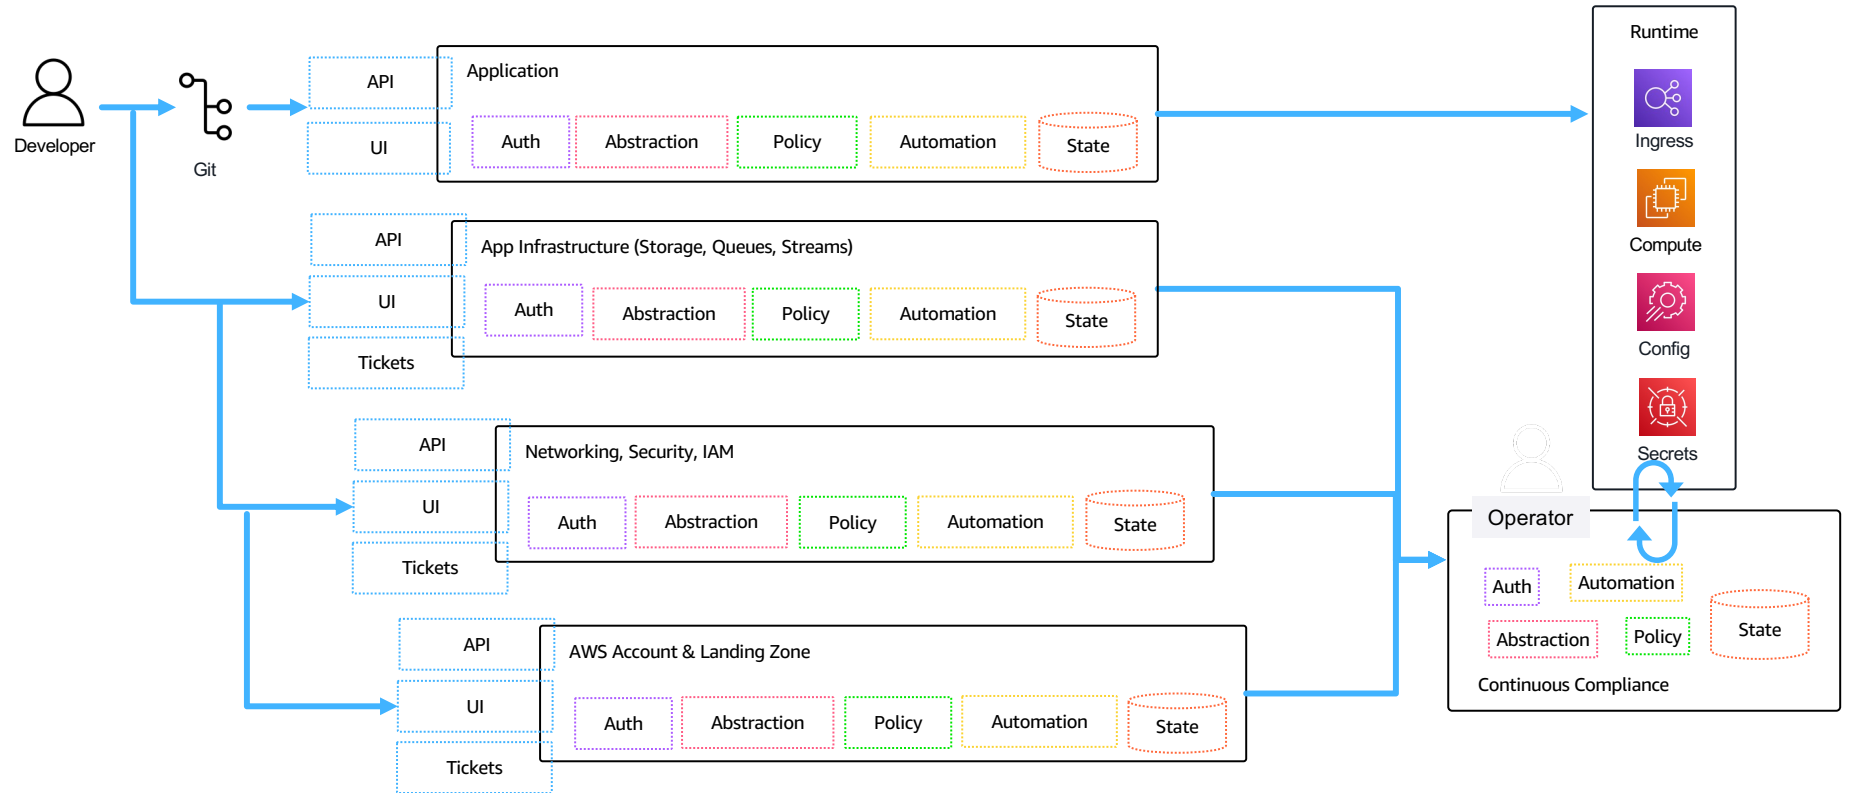 Developer
Git
API
UI
Application
Auth
Abstraction
Policy
Automation
State
API
UI
Tickets
App Infrastructure (Storage, Queues, Streams)
Auth
Abstraction
Policy
Automation
State
API
UI
Tickets
Networking, Security, IAM
Auth
Abstraction
Policy
Automation
State
API
UI
Tickets
AWS Account & Landing Zone
Auth
Abstraction
Policy
Automation
State
Runtime
Ingress
Compute
Config
Secrets
Operator
Auth
Automation
Abstraction
Policy
State
Continuous Compliance